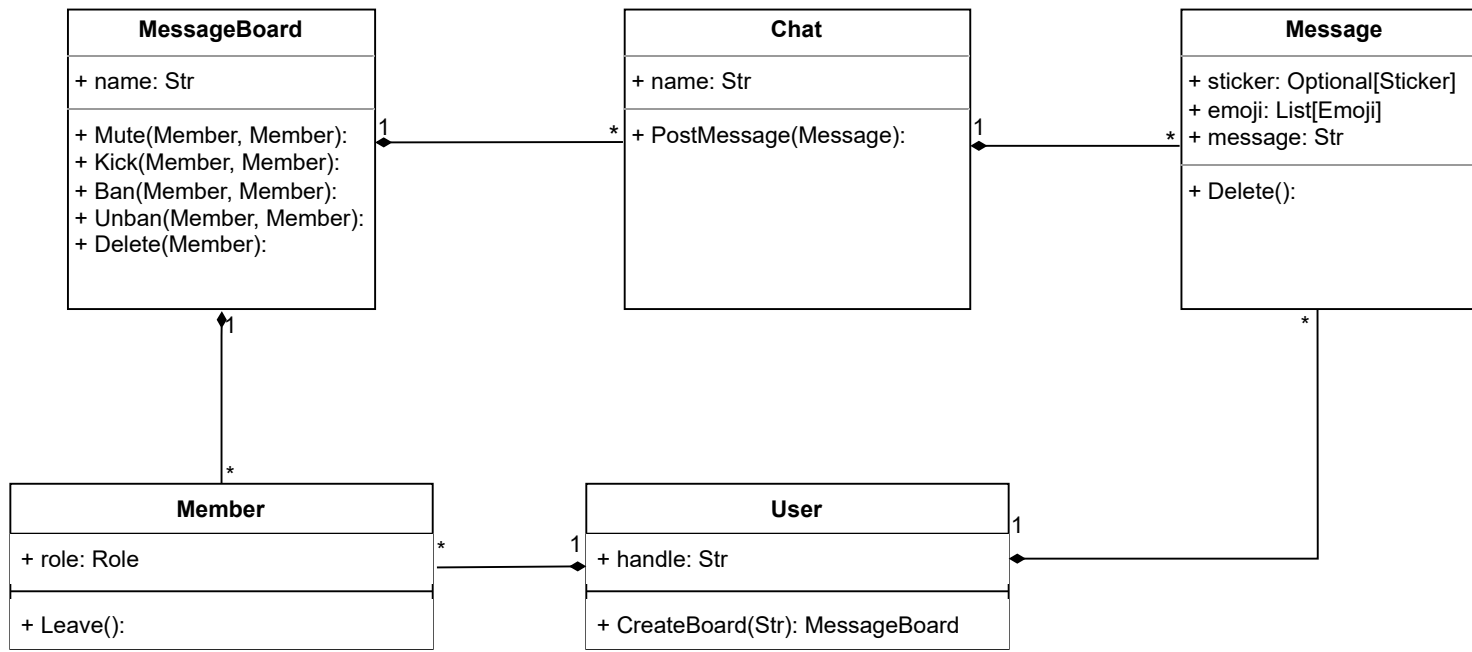 MessageBoard
+ name: Str
+ Mute(Member, Member):
+ Kick(Member, Member):
+ Ban(Member, Member):
+ Unban(Member, Member):
+ Delete(Member):
1
*
Chat
+ name: Str
+ PostMessage(Message):
1
*
Message
+ sticker: Optional[Sticker]
+ emoji: List[Emoji]
+ message: Str
+ Delete():
1
*
*
Member
+ role: Role
+ Leave():
*
1
User
+ handle: Str
+ CreateBoard(Str): MessageBoard
1